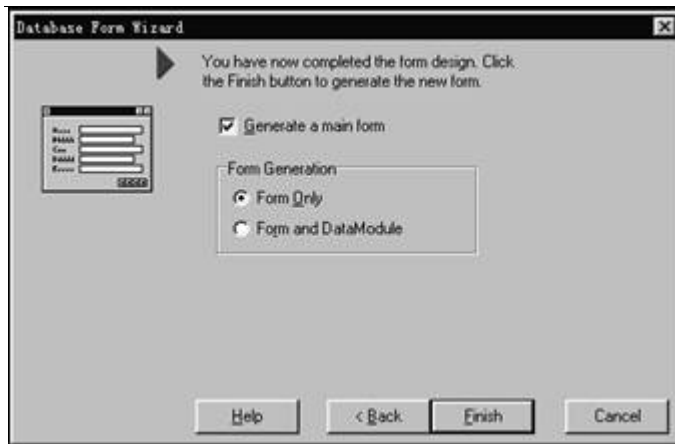 Database Form Wizard
You have now completed the form design. Click
the Finish button to generate the new form.
Generate a main form
Form Generation
Form Only
Form and DataModule
Help
< Back
Finish
Cancel